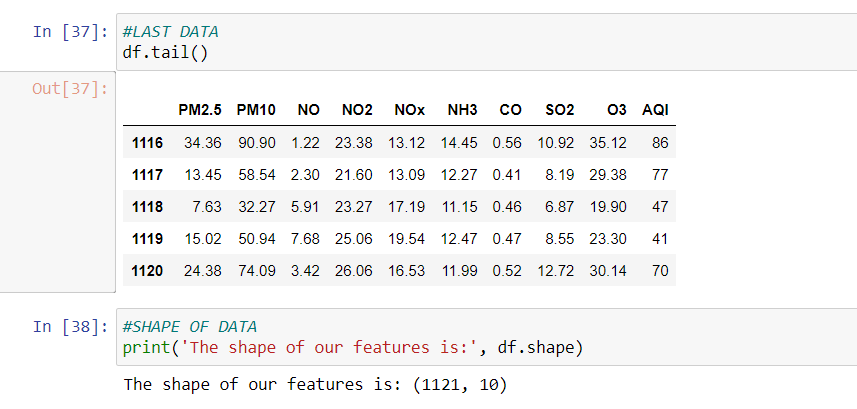 In [37]: #LAST DATA
df.tail()
Out[37]:
PM2.5 PM10 NO NO2 NOx NH3 CO SO2 O3 AQI
1116 34.36 90.90 1.22 23.38 13.12 14.45 0.56 10.92 35.12 86
1117 13.45 58.54 2.30 21.60 13.09 12.27 0.41 8.19 29.38 77
1118 7.63 32.27 5.91 23.27 17.19 11.15 0.46 6.87 19.90 47
1119 15.02 50.94 7.68 25.06 19.54 12.47 0.47 8.55 23.30 41
1120 24.38 74.09 3.42 26.06 16.53 11.99 0.52 12.72 30.14 70
In [38]: #SHAPE OF DATA
print('The shape of our features is:', df.shape)
The shape of our features is: (1121, 10)